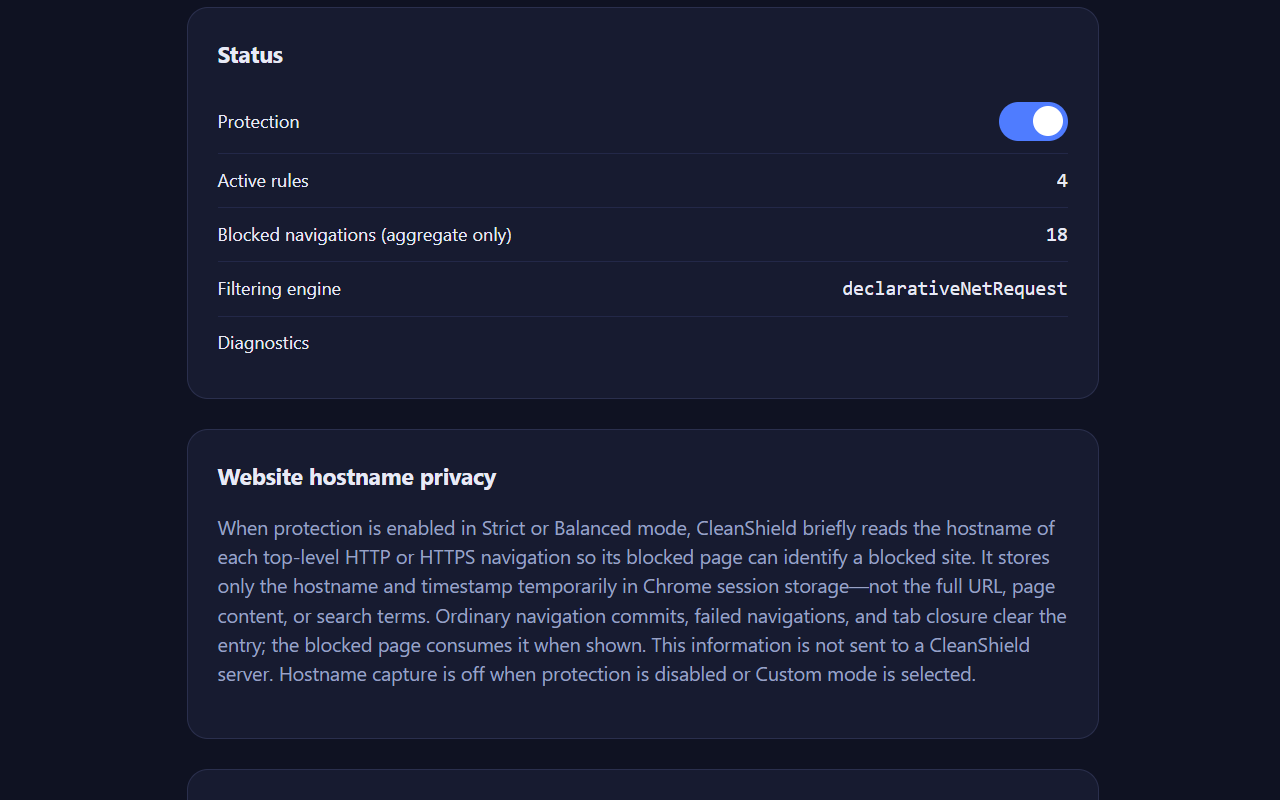 Status
Protection
Active rules 4
Blocked navigations (aggregate only) 18
Filtering engine declarativeNetRequest
Diagnostics
Website hostname privacy
When protection is enabled in Strict or Balanced mode, CleanShield briefly reads the hostname of
each top-level HTTP or HTTPS navigation so its blocked page can identify a blocked site. It stores
only the hostname and timestamp temporarily in Chrome session storage—not the full URL, page
content, or search terms. Ordinary navigation commits, failed navigations, and tab closure clear the
entry; the blocked page consumes it when shown. This information is not sent to a CleanShield
server. Hostname capture is off when protection is disabled or Custom mode is selected.